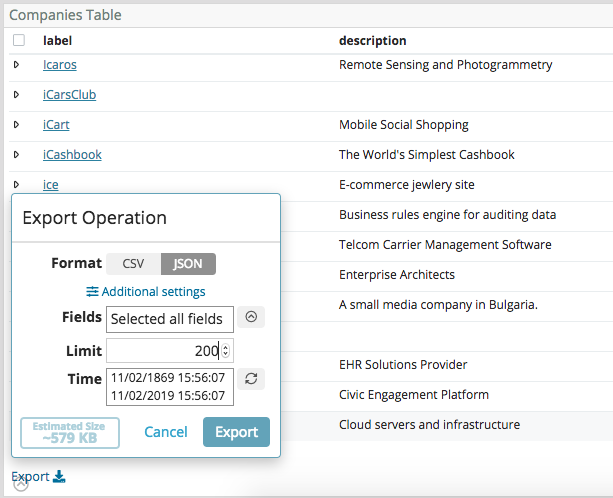 Companies Table
label description
Icaros Remote Sensing and Photogrammetry
iCarsClub
iCart Mobile Social Shopping
iCashbook The World's Simplest Cashbook
ice E-commerce jewlery site
Business rules engine for auditing data
Telcom Carrier Management Software
Enterprise Architects
A small media company in Bulgaria.
EHR Solutions Provider
Civic Engagement Platform
Cloud servers and infrastructure
Export Operation
Format CSV JSON
Additional settings
Fields Selected all fields
Limit 200
Time 11/02/1869 15:56:07
11/02/2019 15:56:07
Estimated Size
~579 KB
Cancel Export
Export